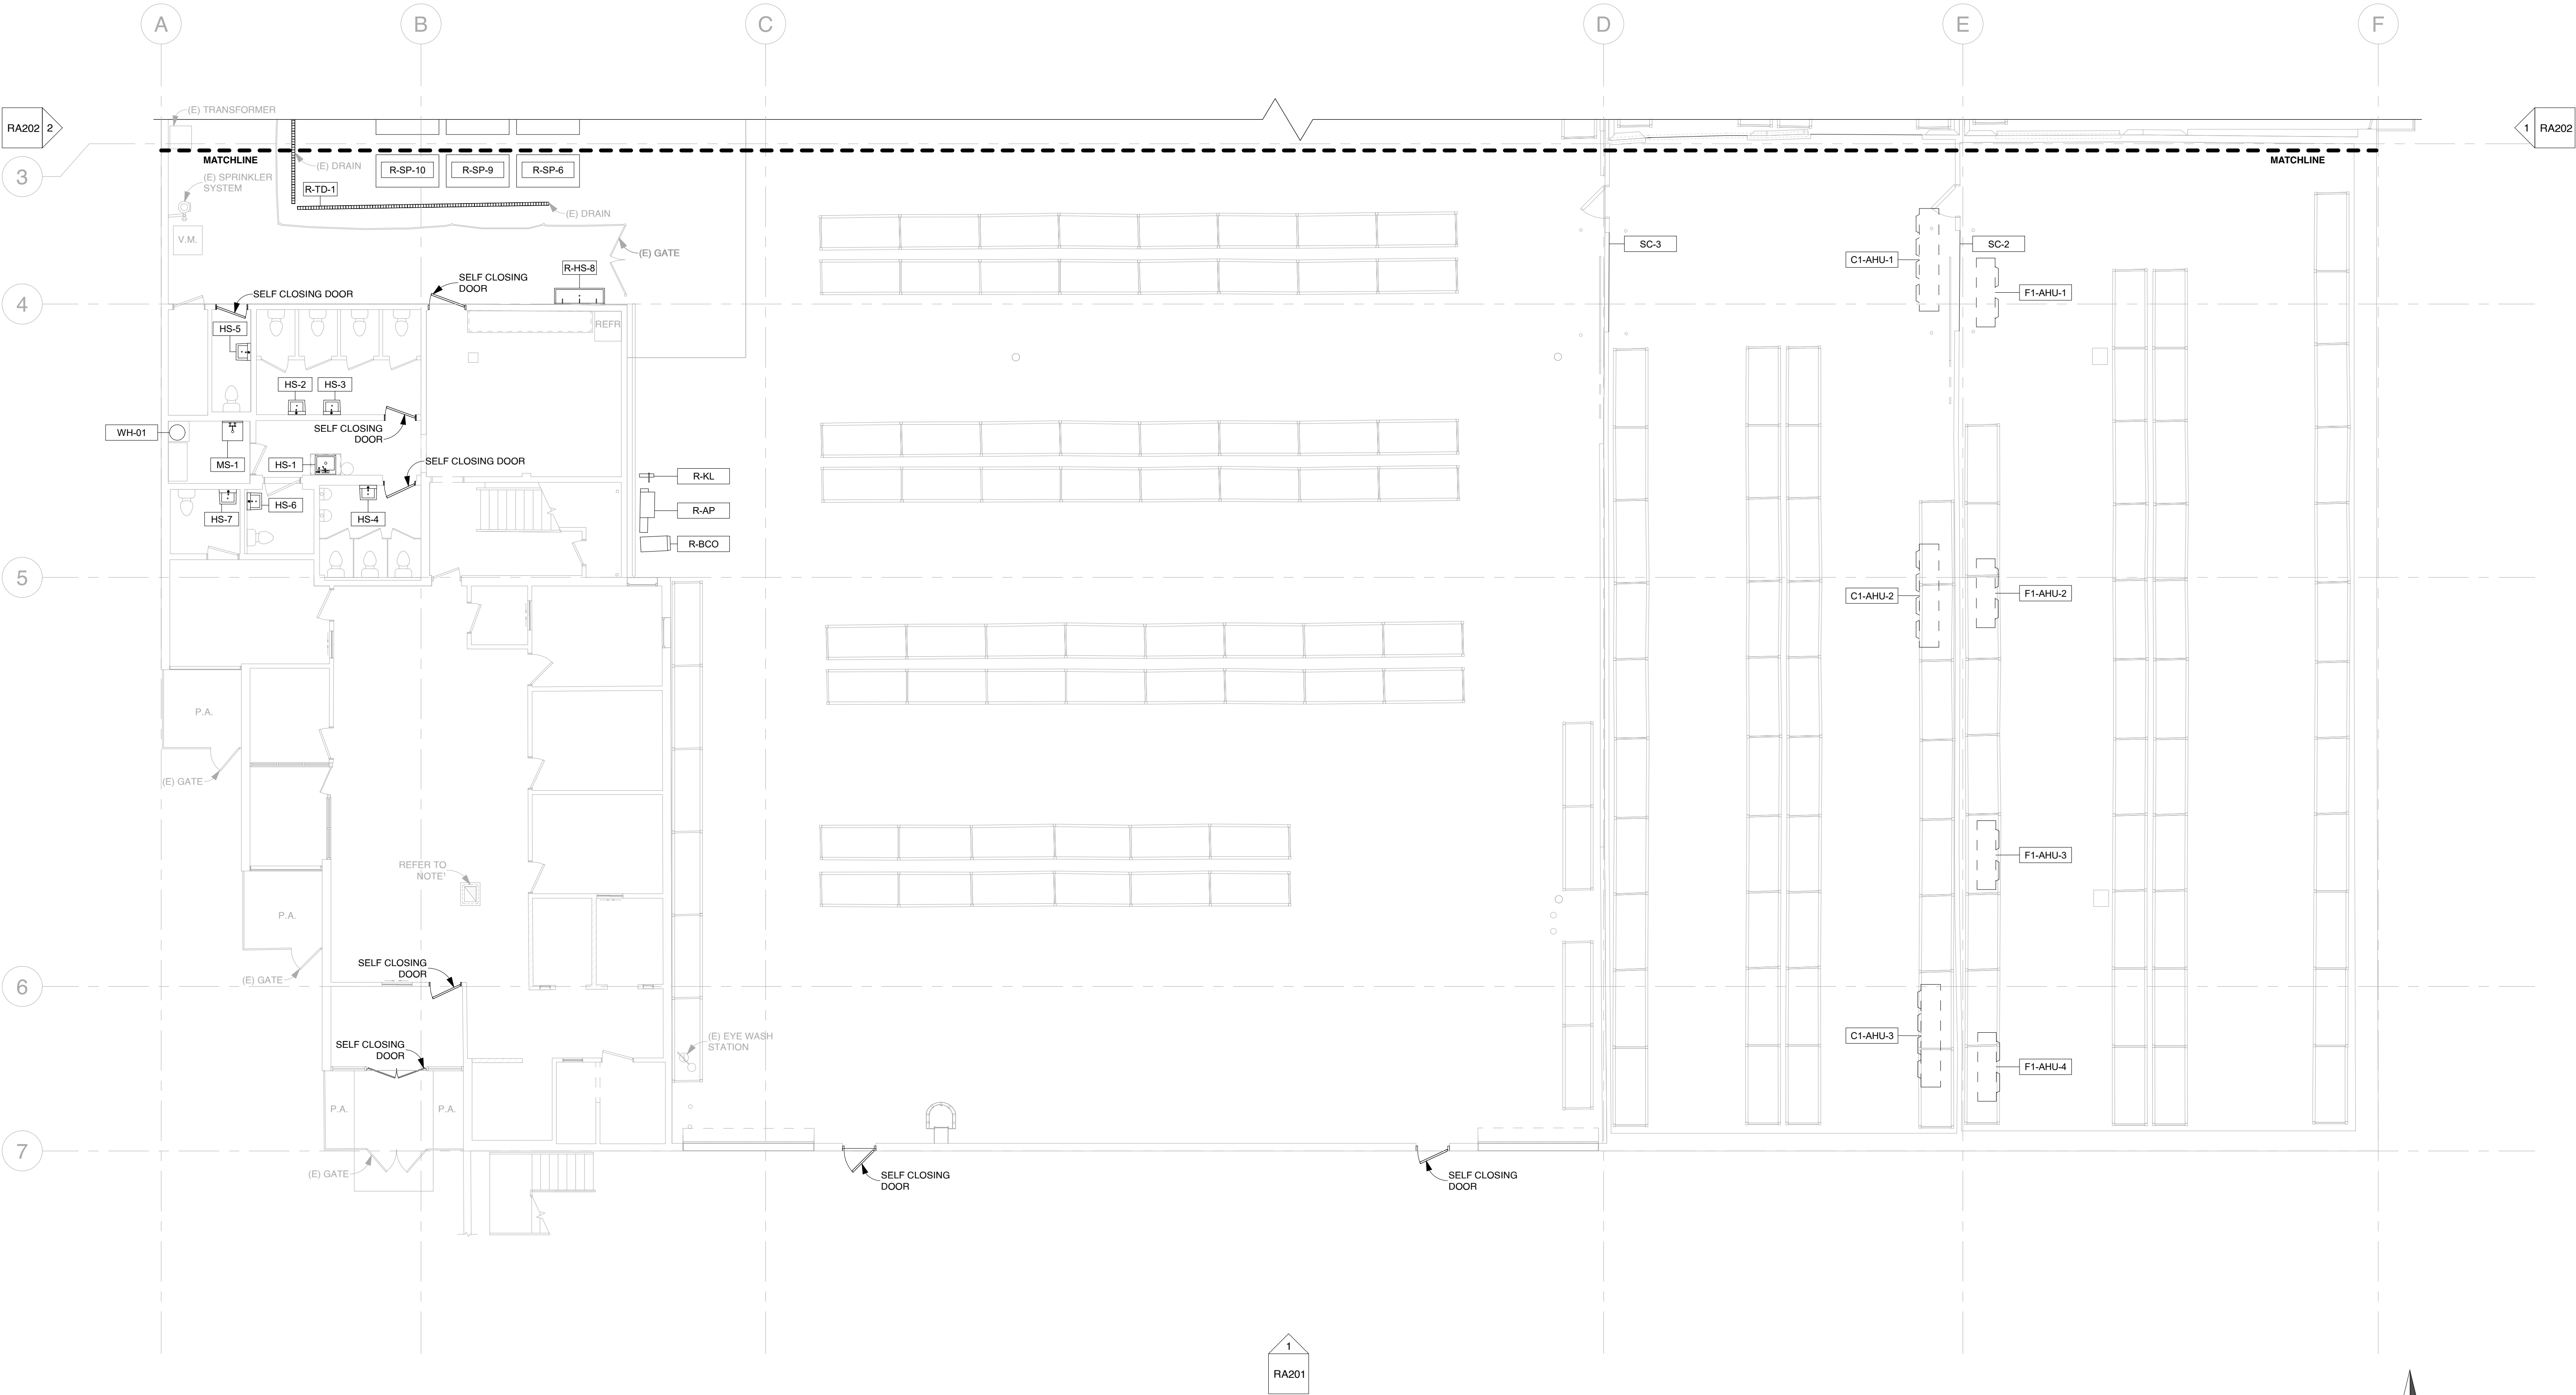 A
B
C
D
E
F
RA202
2
1
RA202
(E) TRANSFORMER
3
MATCHLINE
MATCHLINE
(E) DRAIN
R-SP-10
R-SP-9
R-SP-6
(E) SPRINKLER
SYSTEM
R-TD-1
(E) DRAIN
V.M.
(E) GATE
SC-3
C1-AHU-1
SC-2
R-HS-8
SELF CLOSING
DOOR
SELF CLOSING DOOR
F1-AHU-1
4
HS-5
REFR
HS-2
HS-3
SELF CLOSING
DOOR
WH-01
MS-1
HS-1
SELF CLOSING DOOR
R-KL
HS-7
HS-6
HS-4
R-AP
R-BCO
5
C1-AHU-2
F1-AHU-2
P.A.
(E) GATE
REFER TO
NOTE¹
F1-AHU-3
P.A.
SELF CLOSING
DOOR
(E) GATE
6
SELF CLOSING
DOOR
(E) EYE WASH
STATION
C1-AHU-3
F1-AHU-4
P.A.
P.A.
7
(E) GATE
SELF CLOSING
DOOR
SELF CLOSING
DOOR
1
RA201